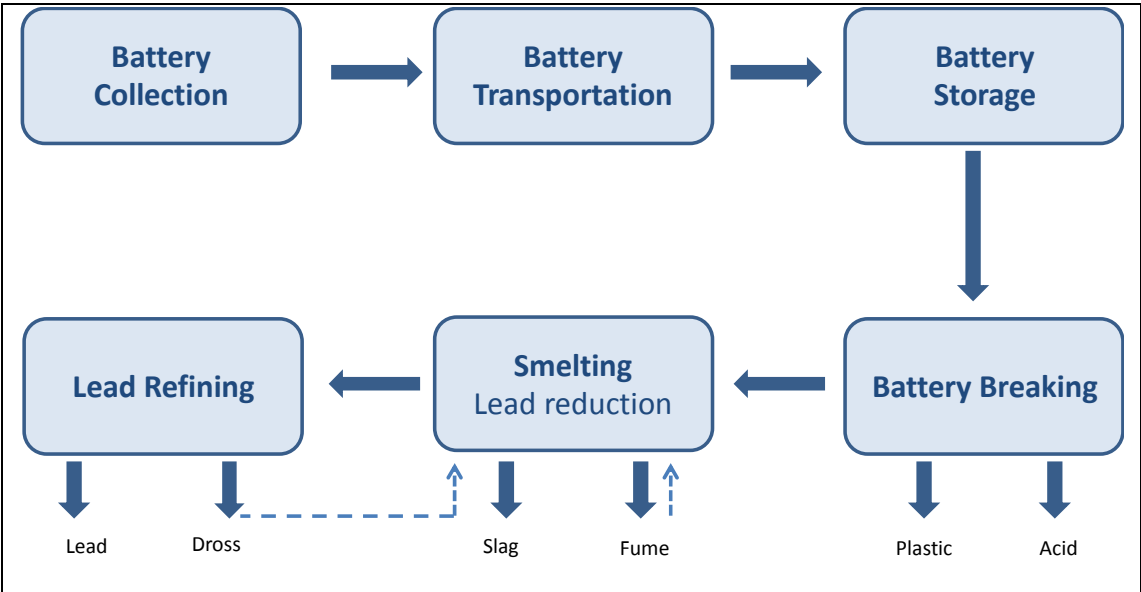 Battery
Collection
Battery
Transportation
Battery
Storage
Lead Refining
Smelting
Lead reduction
Battery Breaking
Lead
Dross
Slag
Fume
Plastic
Acid